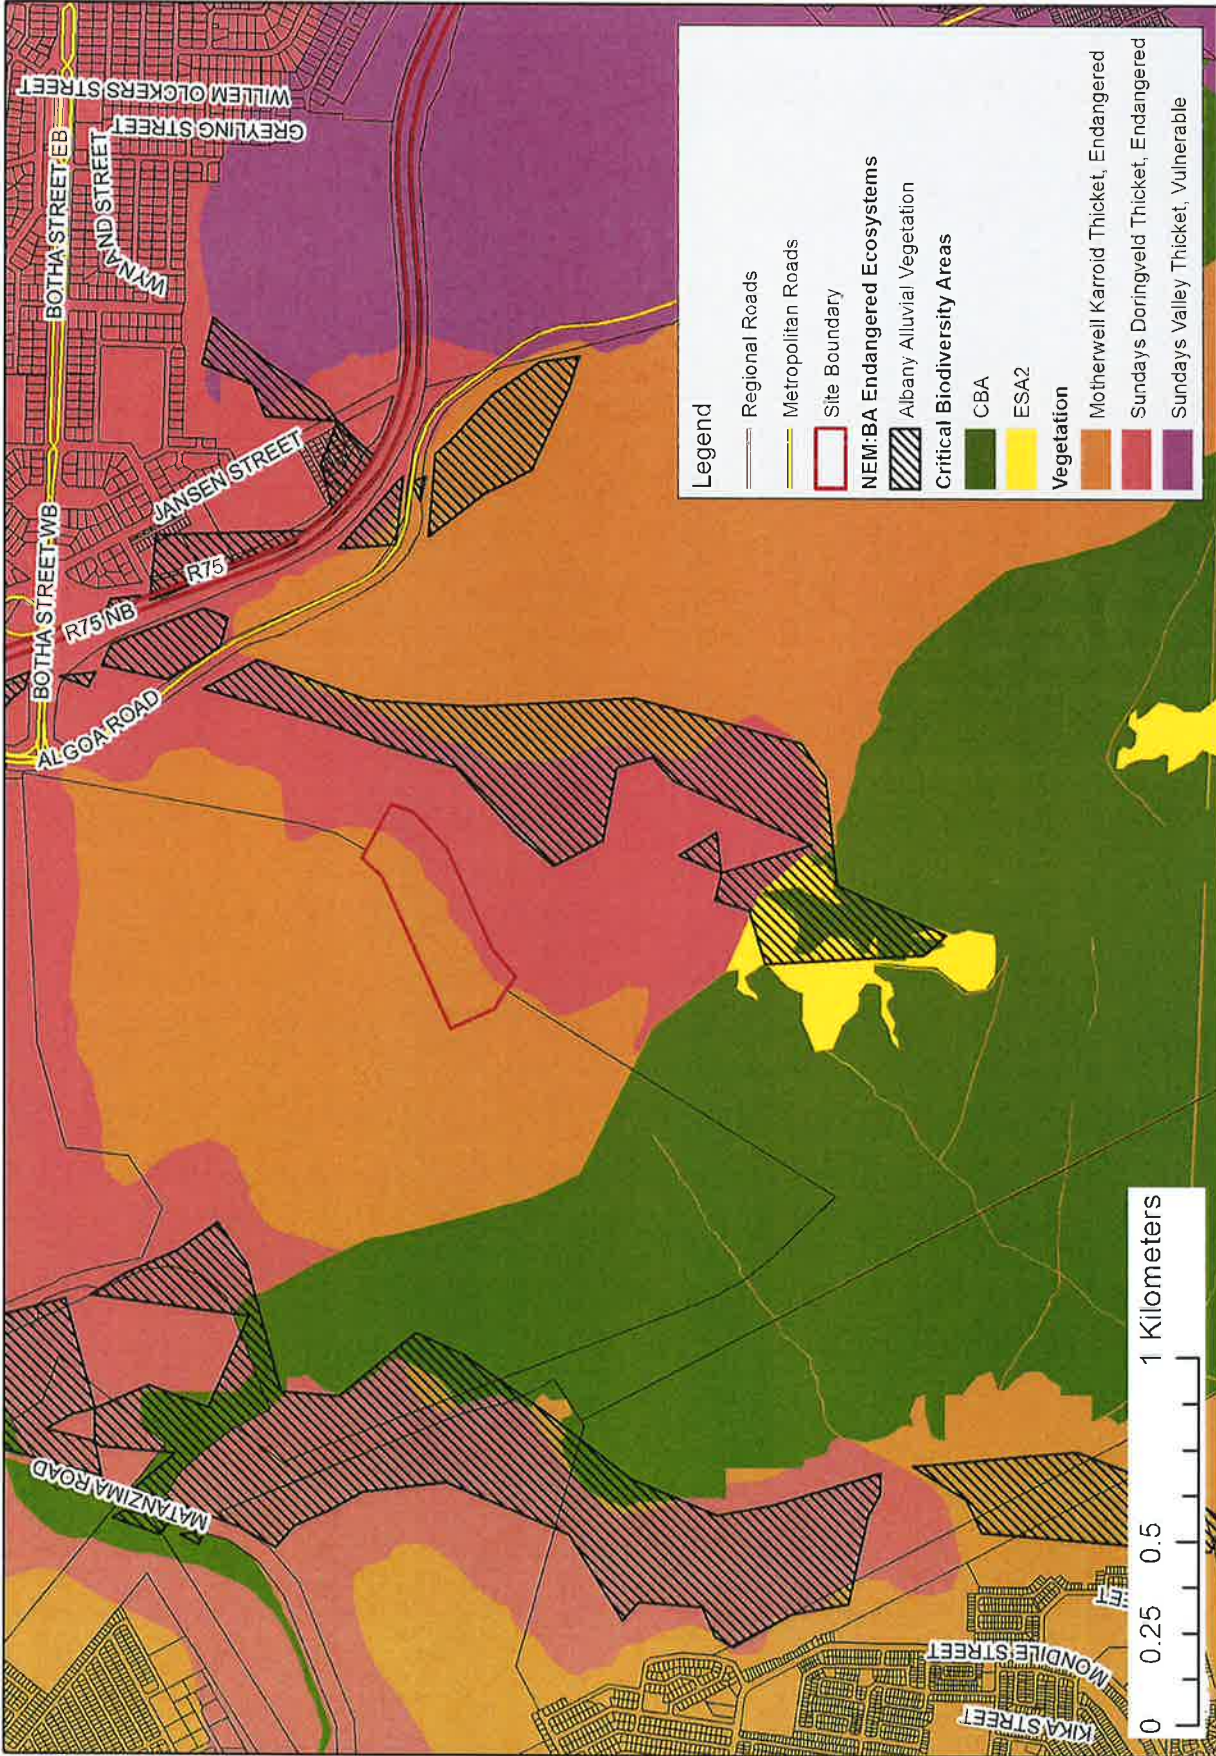 BOTHA STREET WB
BOTHA STREET EB
WILLEM OLCKERS STREET
GREYLING STREET
WYNAND STREET
JANSEN STREET
R75
R75 NB
ALGOA ROAD
MATANZIMA ROAD
MONDILE STREET
KIKA STREET
Legend
Regional Roads
Metropolitan Roads
Site Boundary
NEM:BA Endangered Ecosystems
Albany Alluvial Vegetation
Critical Biodiversity Areas
CBA
ESA2
Vegetation
Motherwell Karroid Thicket, Endangered
Sundays Doringveld Thicket, Endangered
Sundays Valley Thicket, Vulnerable
0 0.25 0.5 1 Kilometers